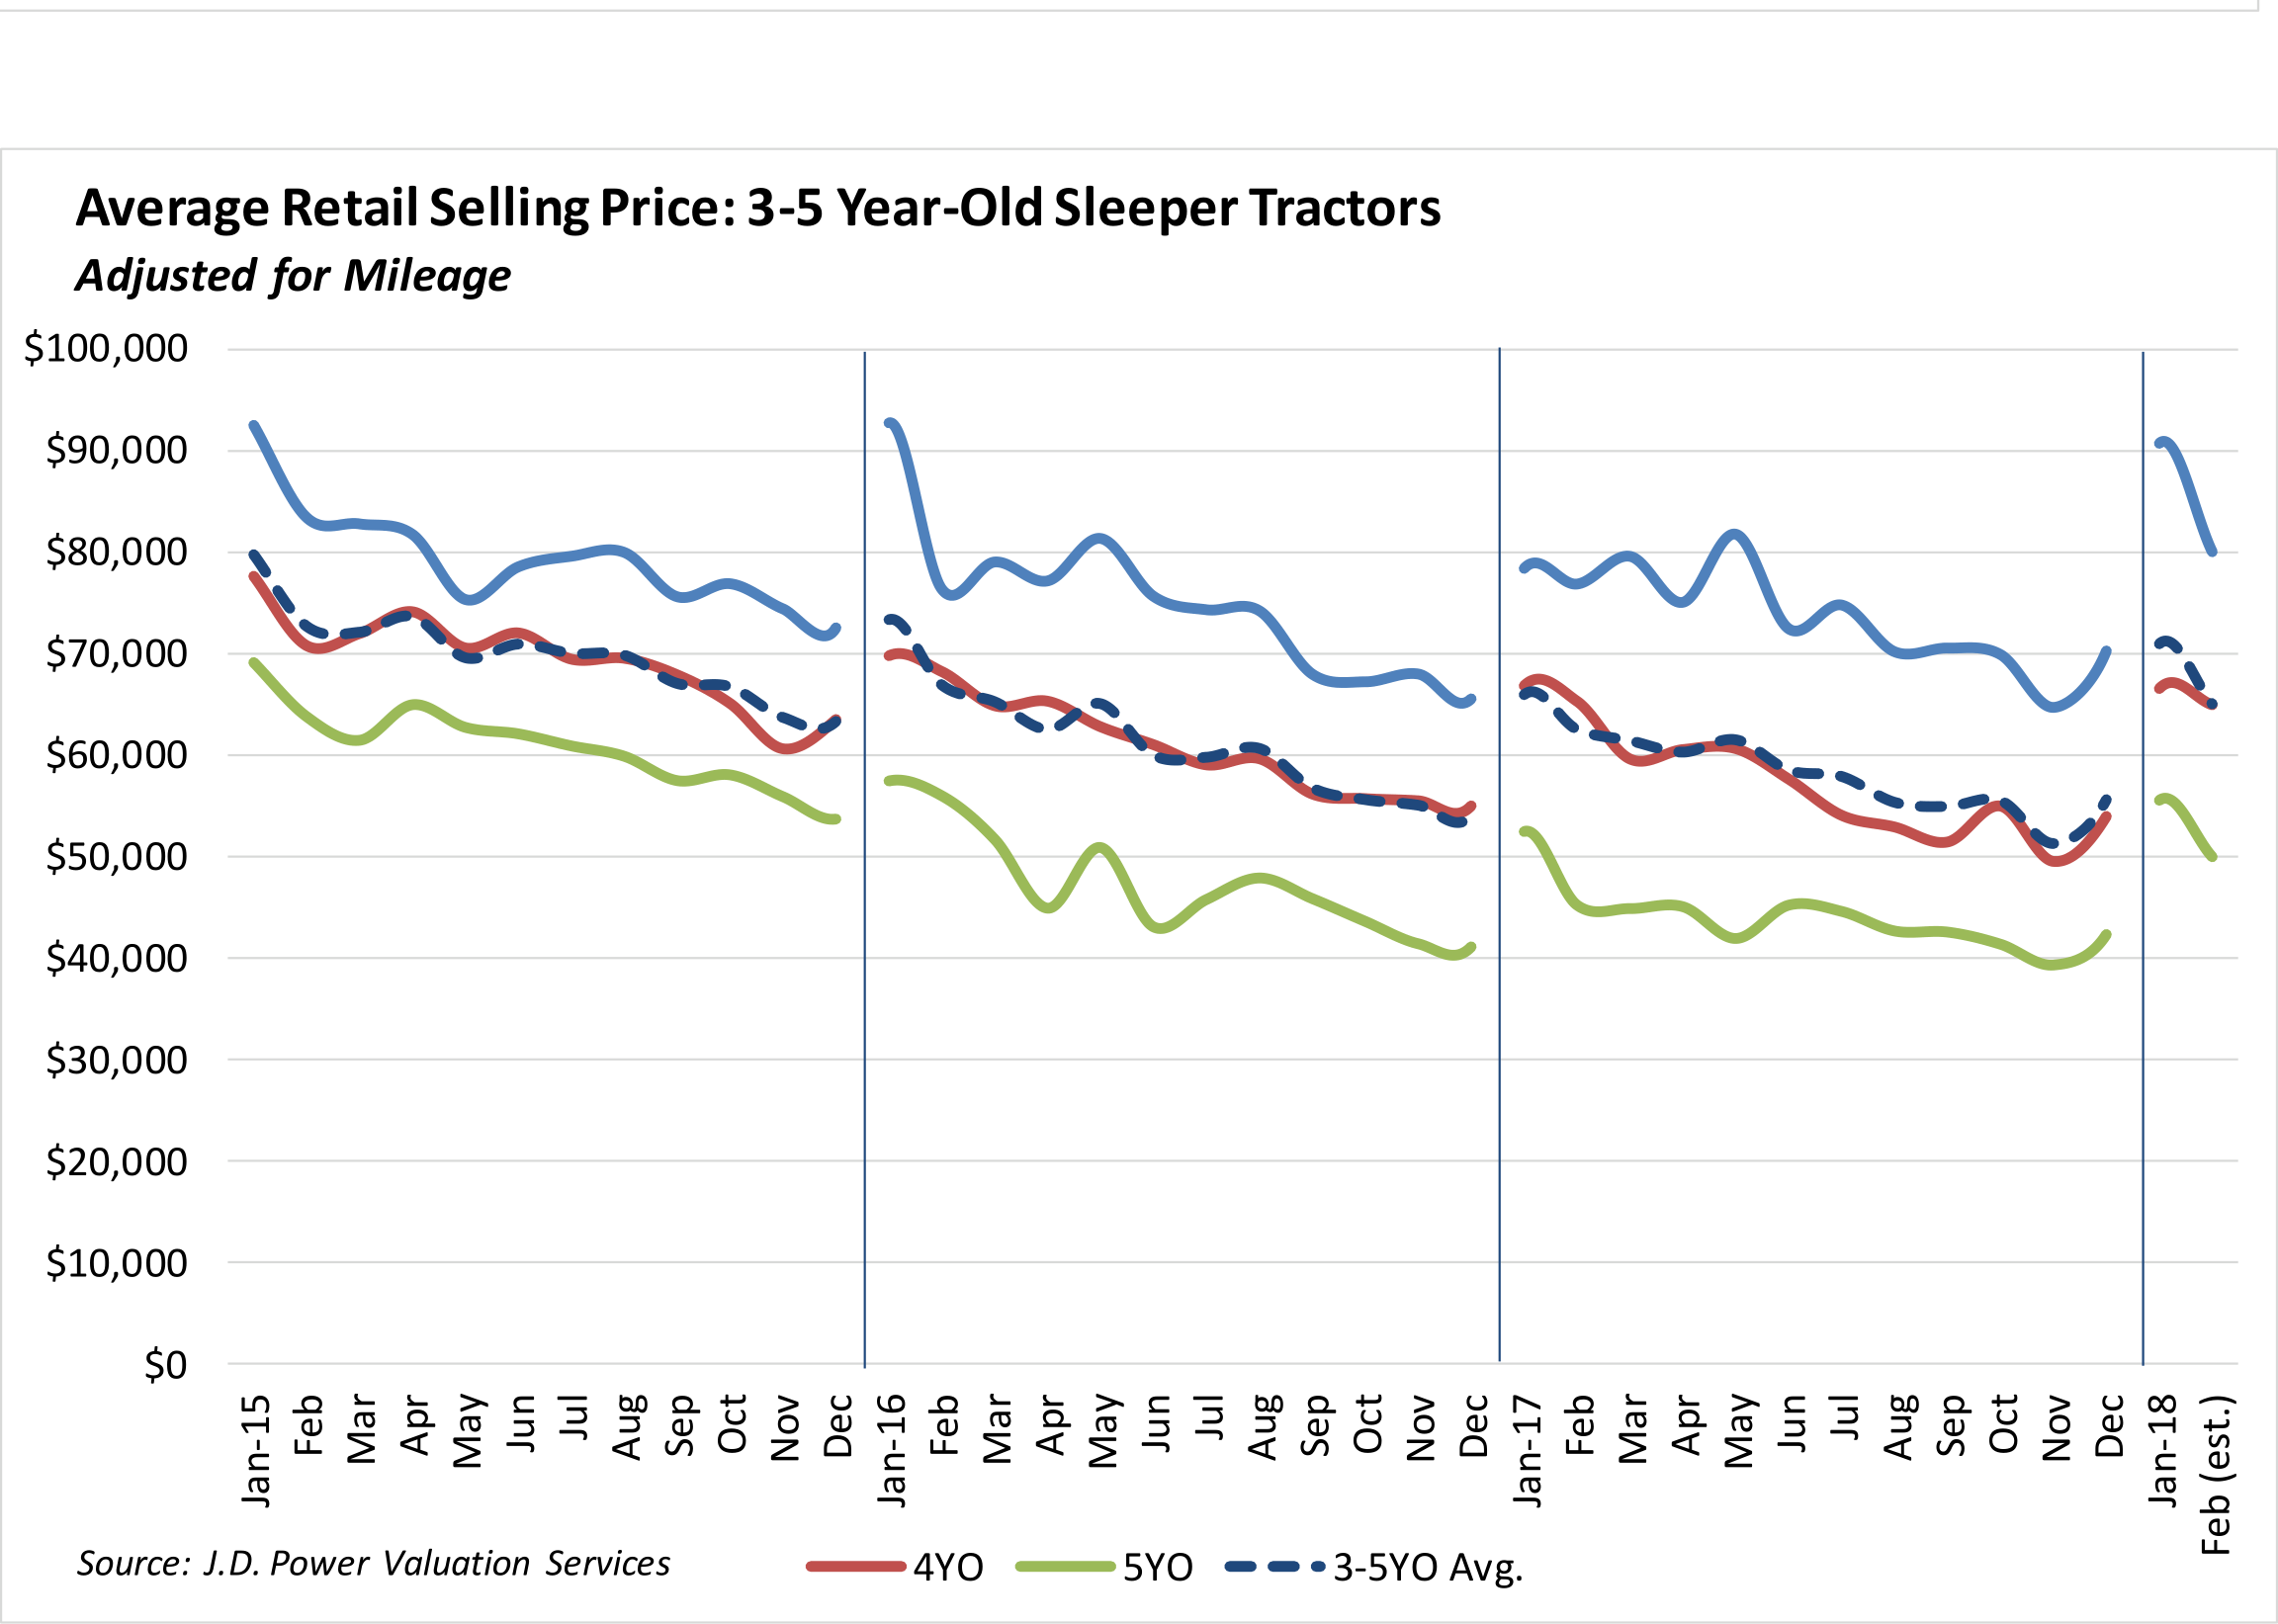 Average Retail Selling Price: 3-5 Year-Old Sleeper Tractors
Adjusted for Mileage
$100,000
$90,000
$80,000
$70,000
$60,000
$50,000
$40,000
$30,000
$20,000
$10,000
$0
Jan-15
Feb
Mar
Apr
May
Jun
Jul
Aug
Sep
Oct
Nov
Dec
Jan-16
Feb
Mar
Apr
May
Jun
Jul
Aug
Sep
Oct
Nov
Dec
Jan-17
Feb
Mar
Apr
May
Jun
Jul
Aug
Sep
Oct
Nov
Dec
Jan-18
Feb (est.)
Source: J.D. Power Valuation Services
4YO
5YO
3-5YO Avg.